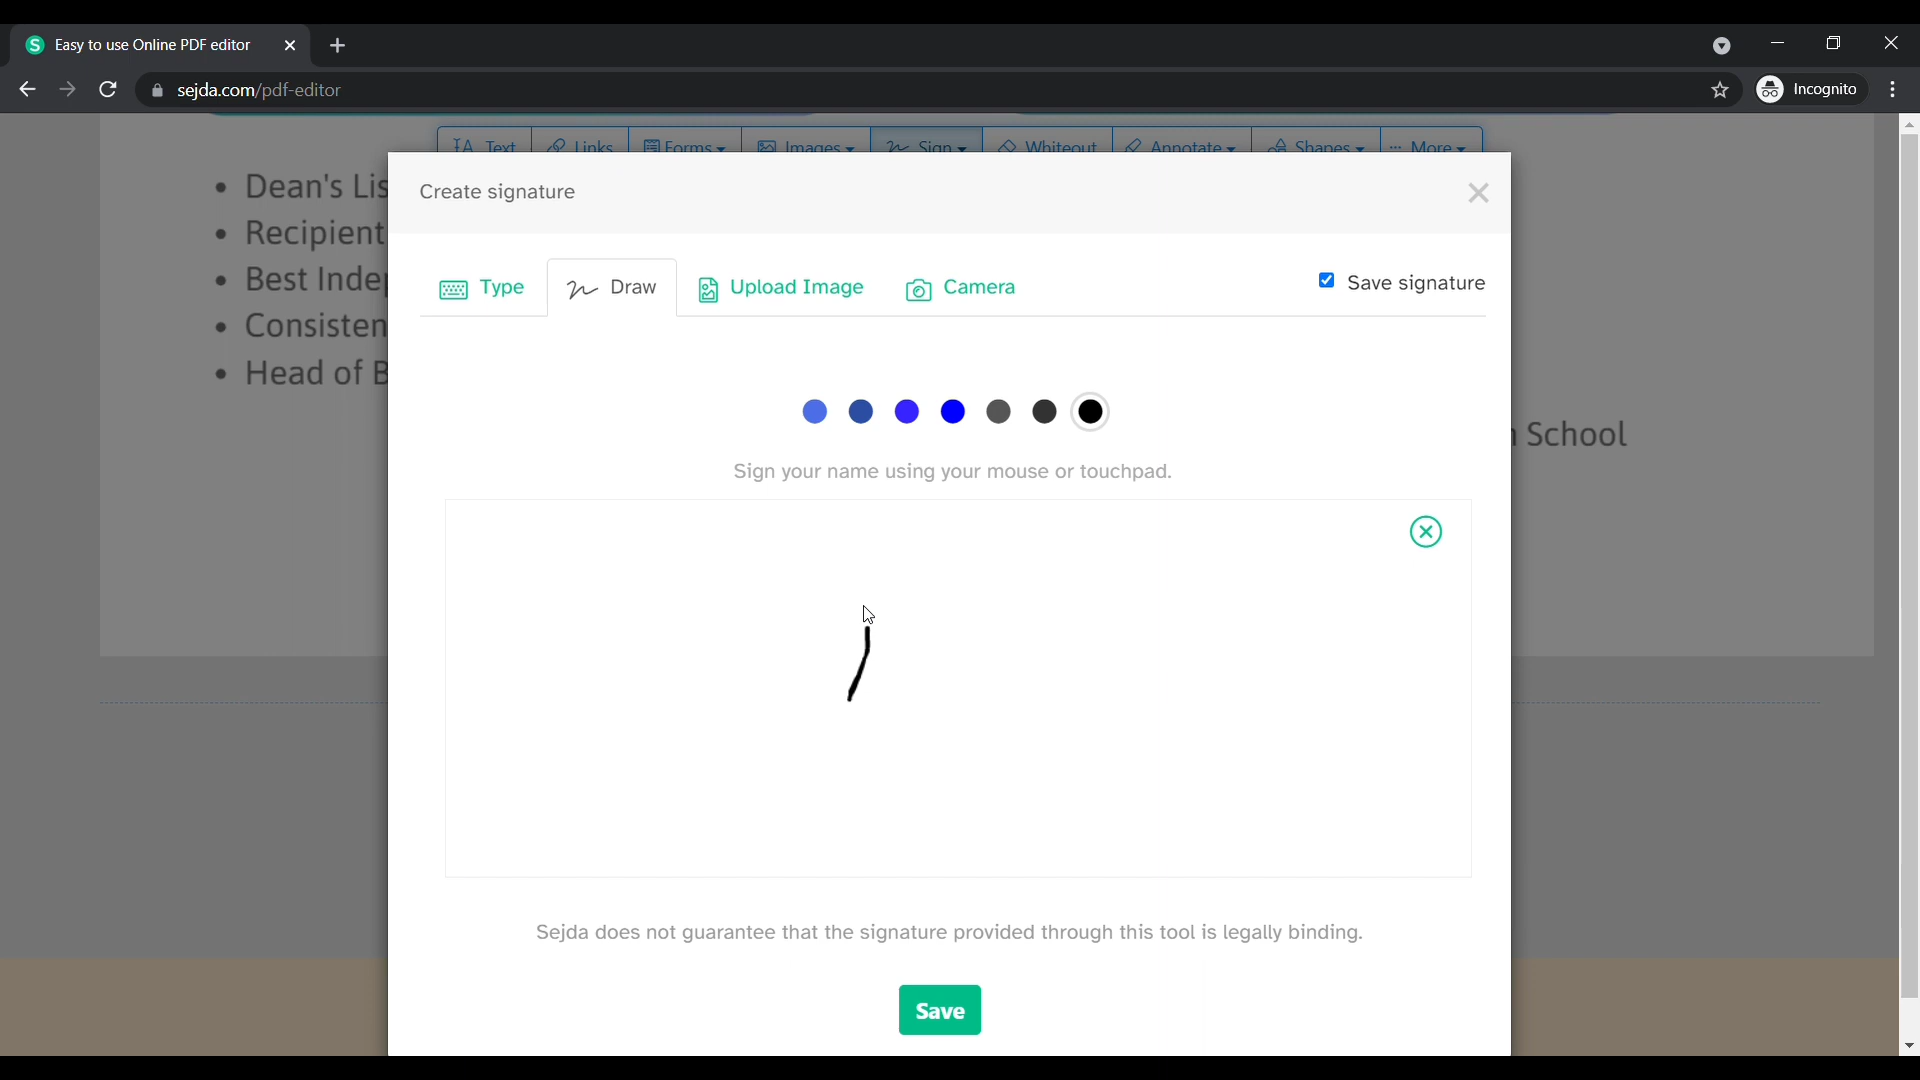 Easy to use Online PDF editor
sejda.com/pdf-editor
Incognito
Text Links Forms Images Sign Whiteout Annotate Shapes More
Create signature
Type Draw Upload Image Camera
Save signature
Dean's
Recipient
Best
Head of
School
Sign your name using your mouse or touchpad.
Sejda does not guarantee that the signature provided through this tool is legally binding.
Save